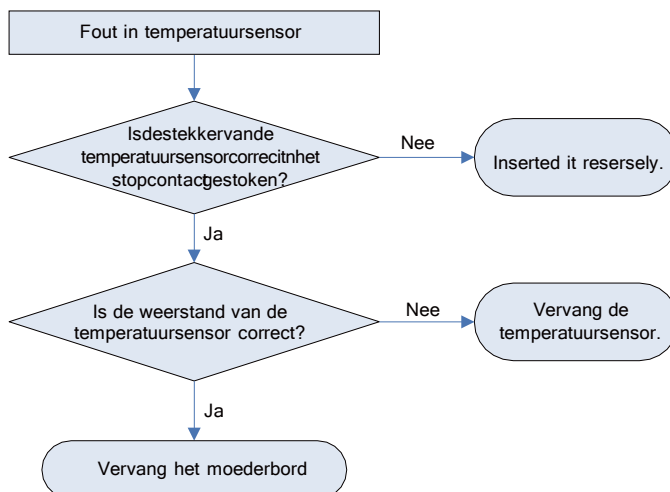 Fout in temperatuursensor
Isdestekkervande
temperatuursensorcorrecitnhet
stopcontactgestoken?
Nee
Inserted it resersely.
Ja
Is de weerstand van de
temperatuursensor correct?
Nee
Vervang de
temperatuursensor.
Ja
Vervang het moederbord